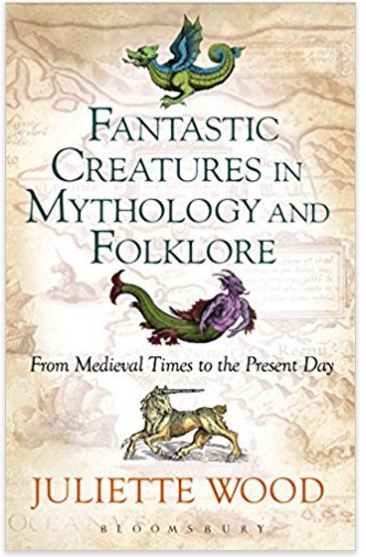 FANTASTIC
CREATURES IN
MYTHOLOGY AND
FOLKLORE
From Medieval Times to the Present Day
JULIETTE WOOD
BLOOMSBURY